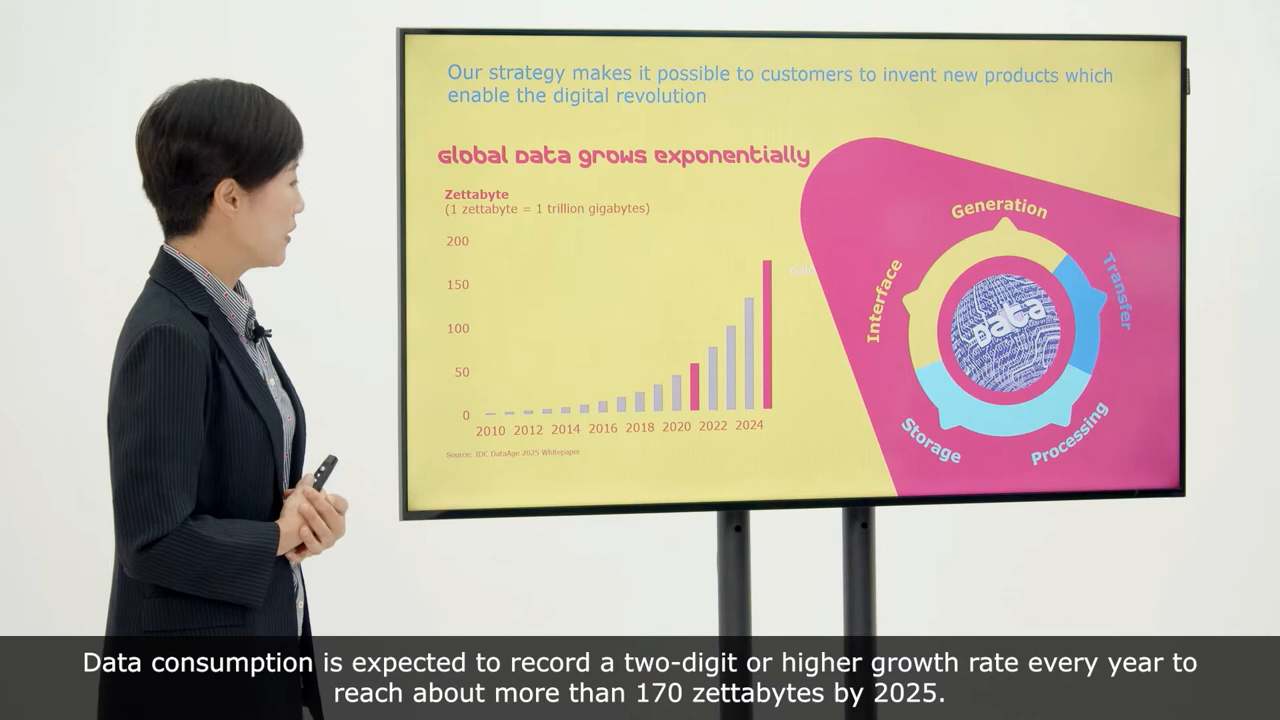 Our strategy makes it possible to customers to invent new products which
enable the digital revolution
Global Data grows exponentially
Zettabyte
(1 zettabyte = 1 trillion gigabytes)
200
150
100
50
0
2010 2012 2014 2016 2018 2020 2022 2024
Source: IDC DataAge 2025 Whitepaper
Generation
Transfer
Processing
Storage
Interface
Data
Data consumption is expected to record a two-digit or higher growth rate every year to
reach about more than 170 zettabytes by 2025.